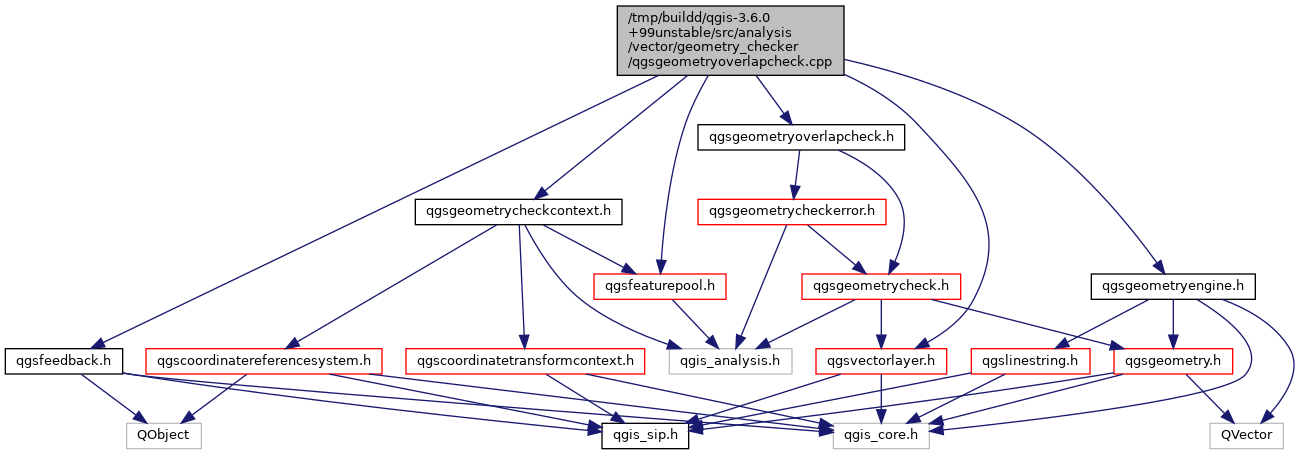 /tmp/buildd/qgis-3.6.0
+99unstable/src/analysis
/vector/geometry_checker
/qgsgeometryoverlapcheck.cpp
qgsgeometryoverlapcheck.h
qgsgeometrycheckcontext.h
qgsgeometrycheckerror.h
qgsfeaturepool.h
qgsgeometrycheck.h
qgsgeometryengine.h
qgsfeedback.h
qgscoordinatereferencesystem.h
qgscoordinatetransformcontext.h
qgis_analysis.h
qgsvectorlayer.h
qgslinestring.h
qgsgeometry.h
QObject
qgis_sip.h
qgis_core.h
QVector